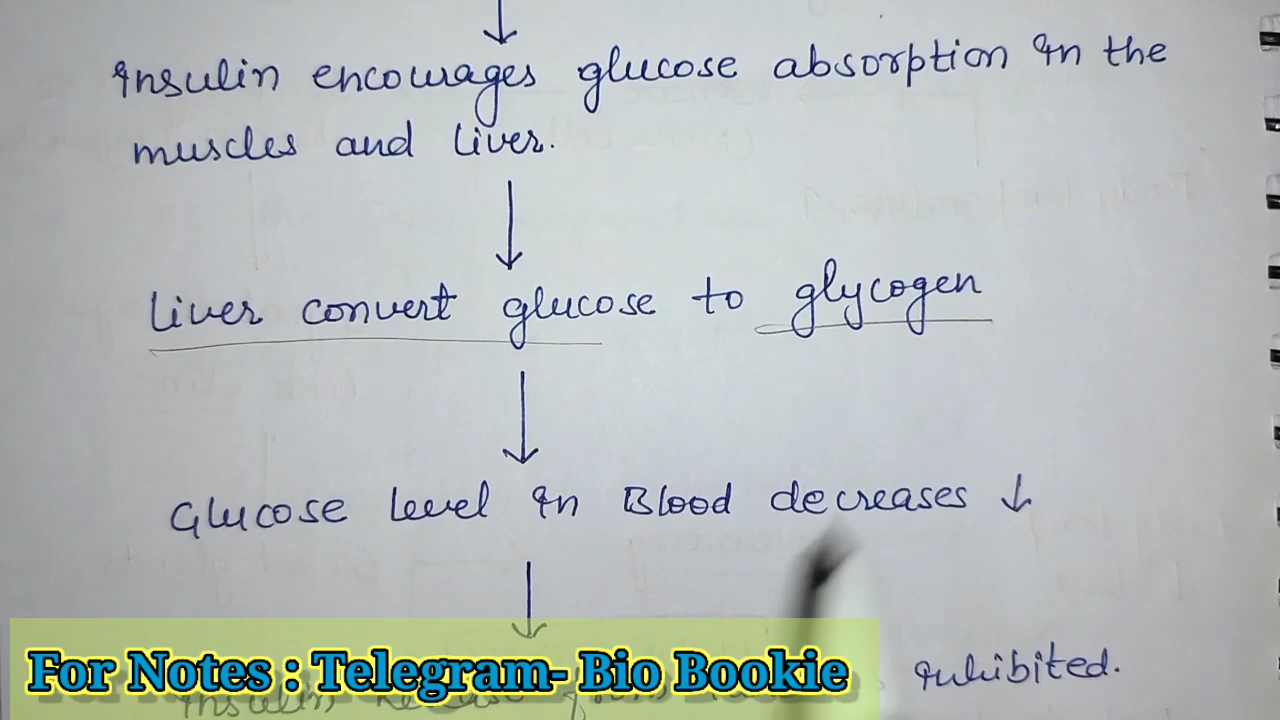 Insulin encourages glucose absorption In the
muscles and liver.
Liver convert glucose to glycogen
Glucose level In Blood decreases ↓
For Notes : Telegram- Bio Bookie
Insulin inhibited.